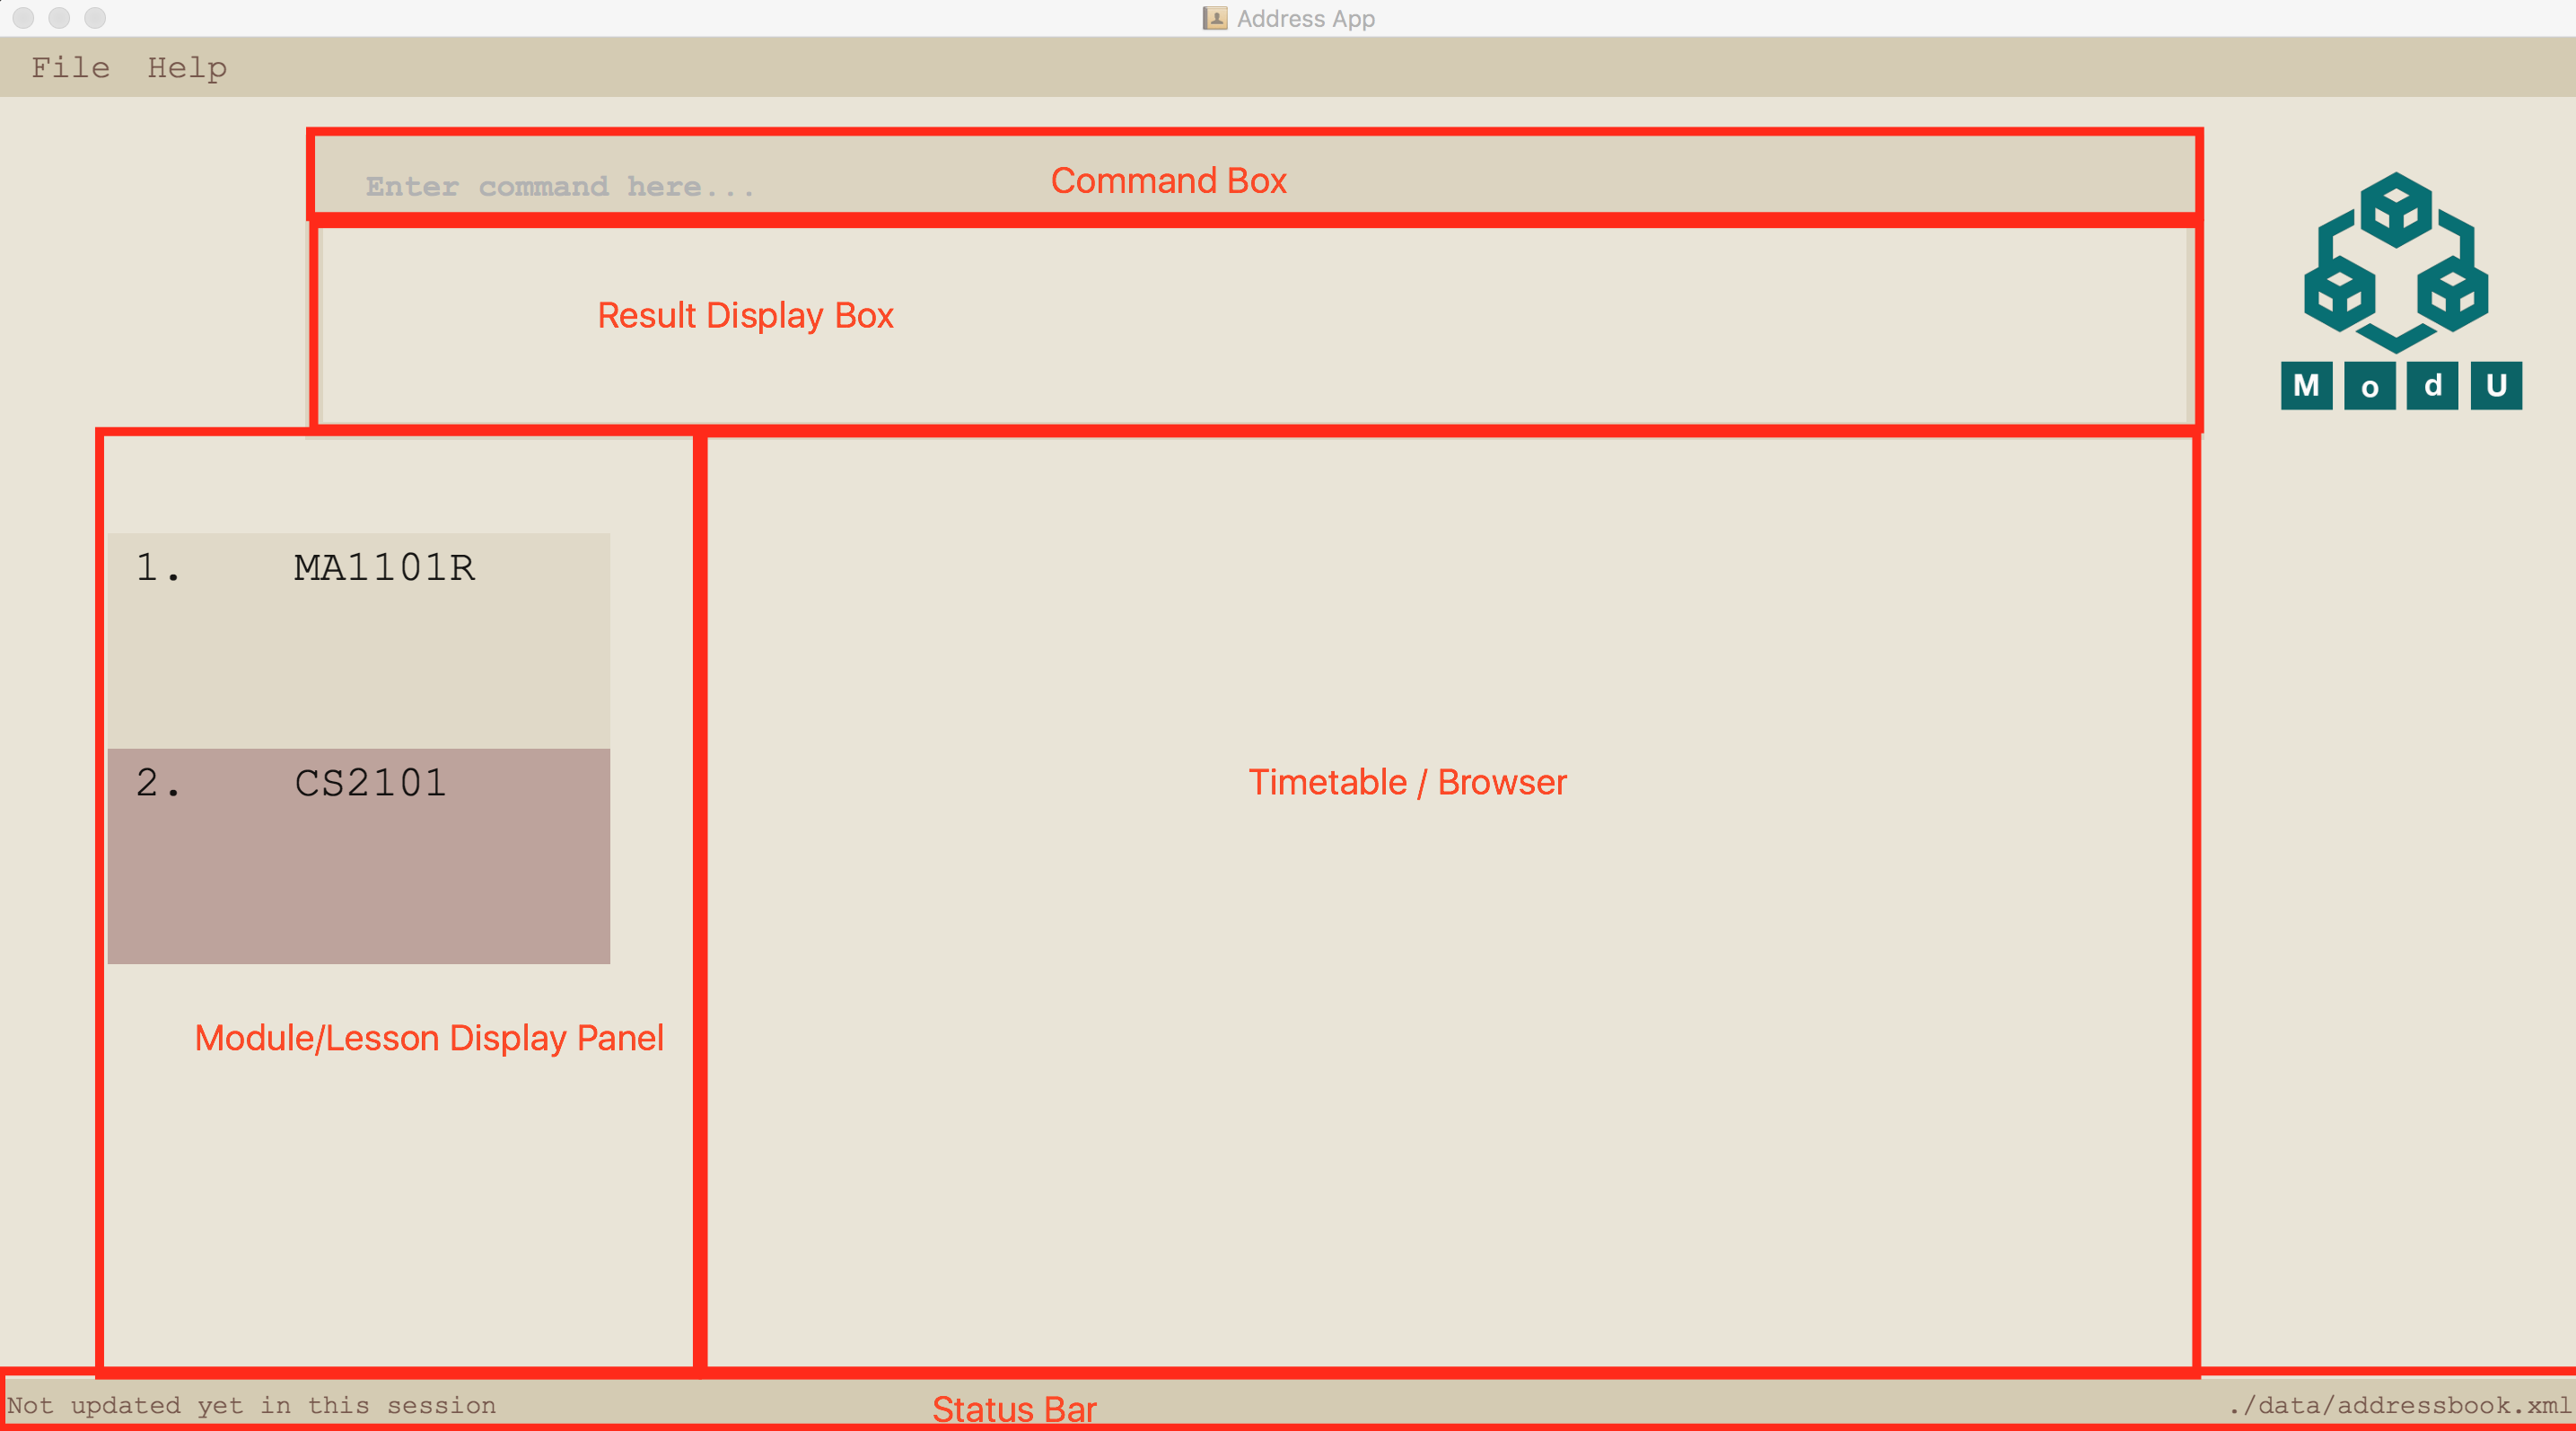 Address App
File Help
Enter command here...
Command Box
Result Display Box
M o d U
1. MA1101R
2. CS2101
Timetable / Browser
Module/Lesson Display Panel
Not updated yet in this session
Status Bar
./data/addressbook.xml